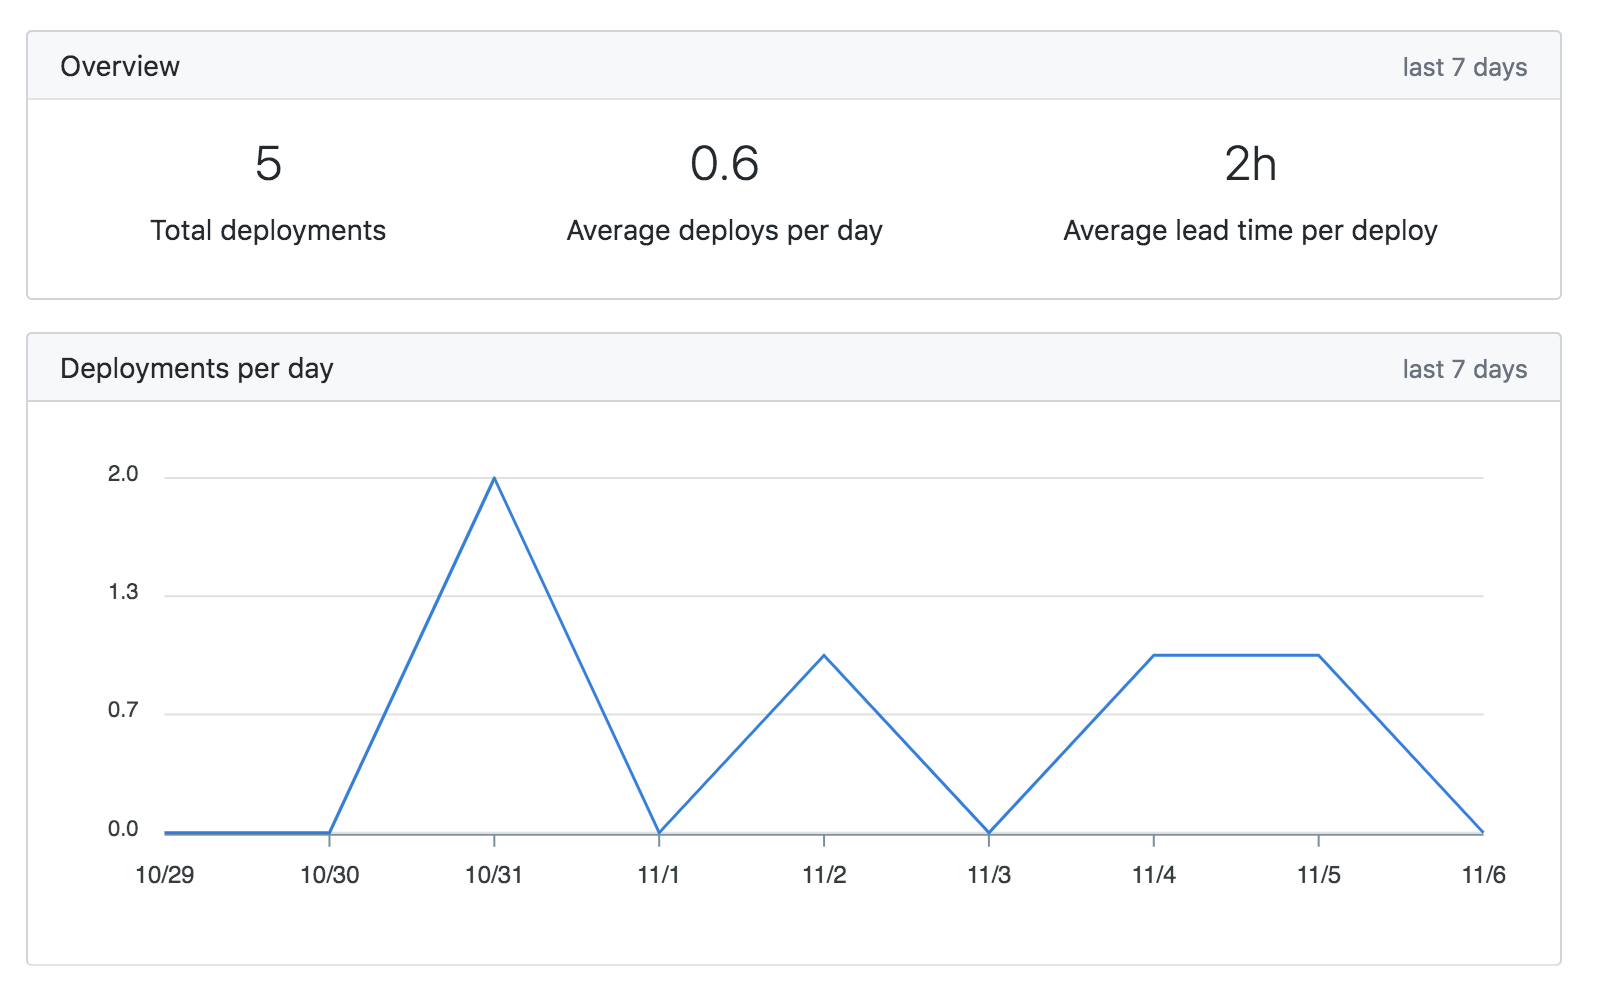 Overview
last 7 days
5
0.6
2h
Total deployments
Average deploys per day
Average lead time per deploy
Deployments per day
last 7 days
2.0
1.3
0.7
0.0
10/29 10/30 10/31 11/1 11/2 11/3 11/4 11/5 11/6